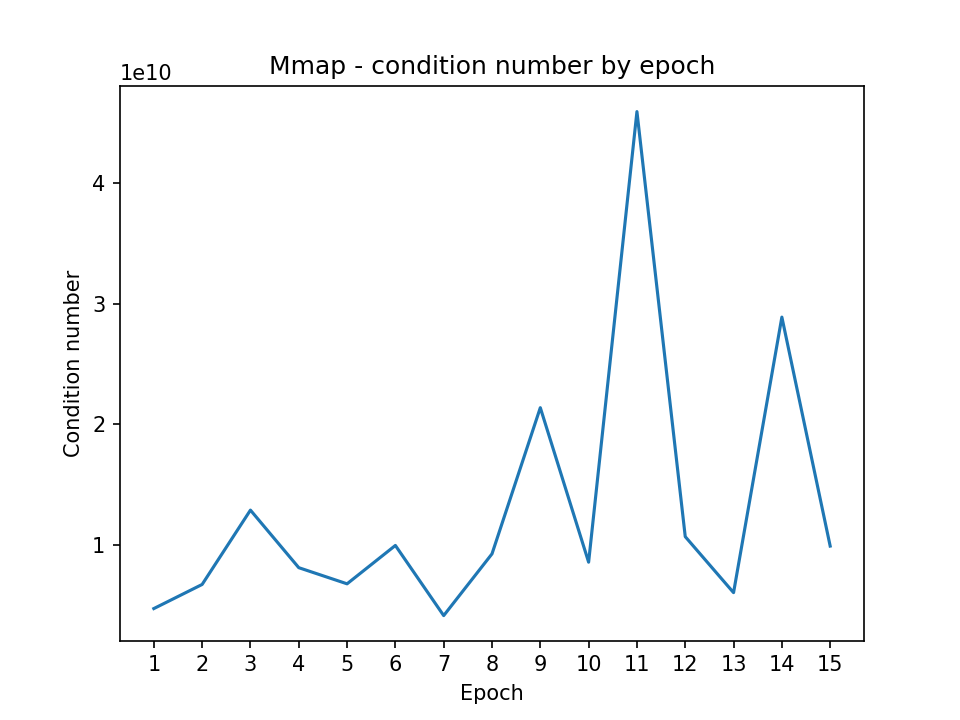 Mmap - condition number by epoch
1e10
4
3
2
1
Condition number
1 2 3 4 5 6 7 8 9 10 11 12 13 14 15
Epoch